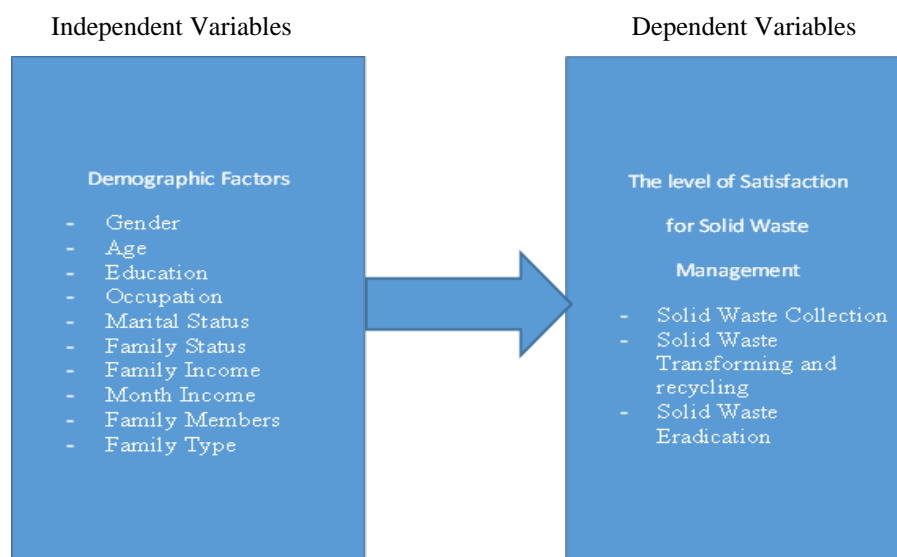 Independent Variables
Dependent Variables
Demographic Factors
- Gender
- Age
- Education
- Occupation
- Marital Status
- Family Status
- Family Income
- Month Income
- Family Members
- Family Type
The level of Satisfaction
for Solid Waste
Management
- Solid Waste Collection
- Solid Waste
Transforming and
recycling
- Solid Waste
Eradication